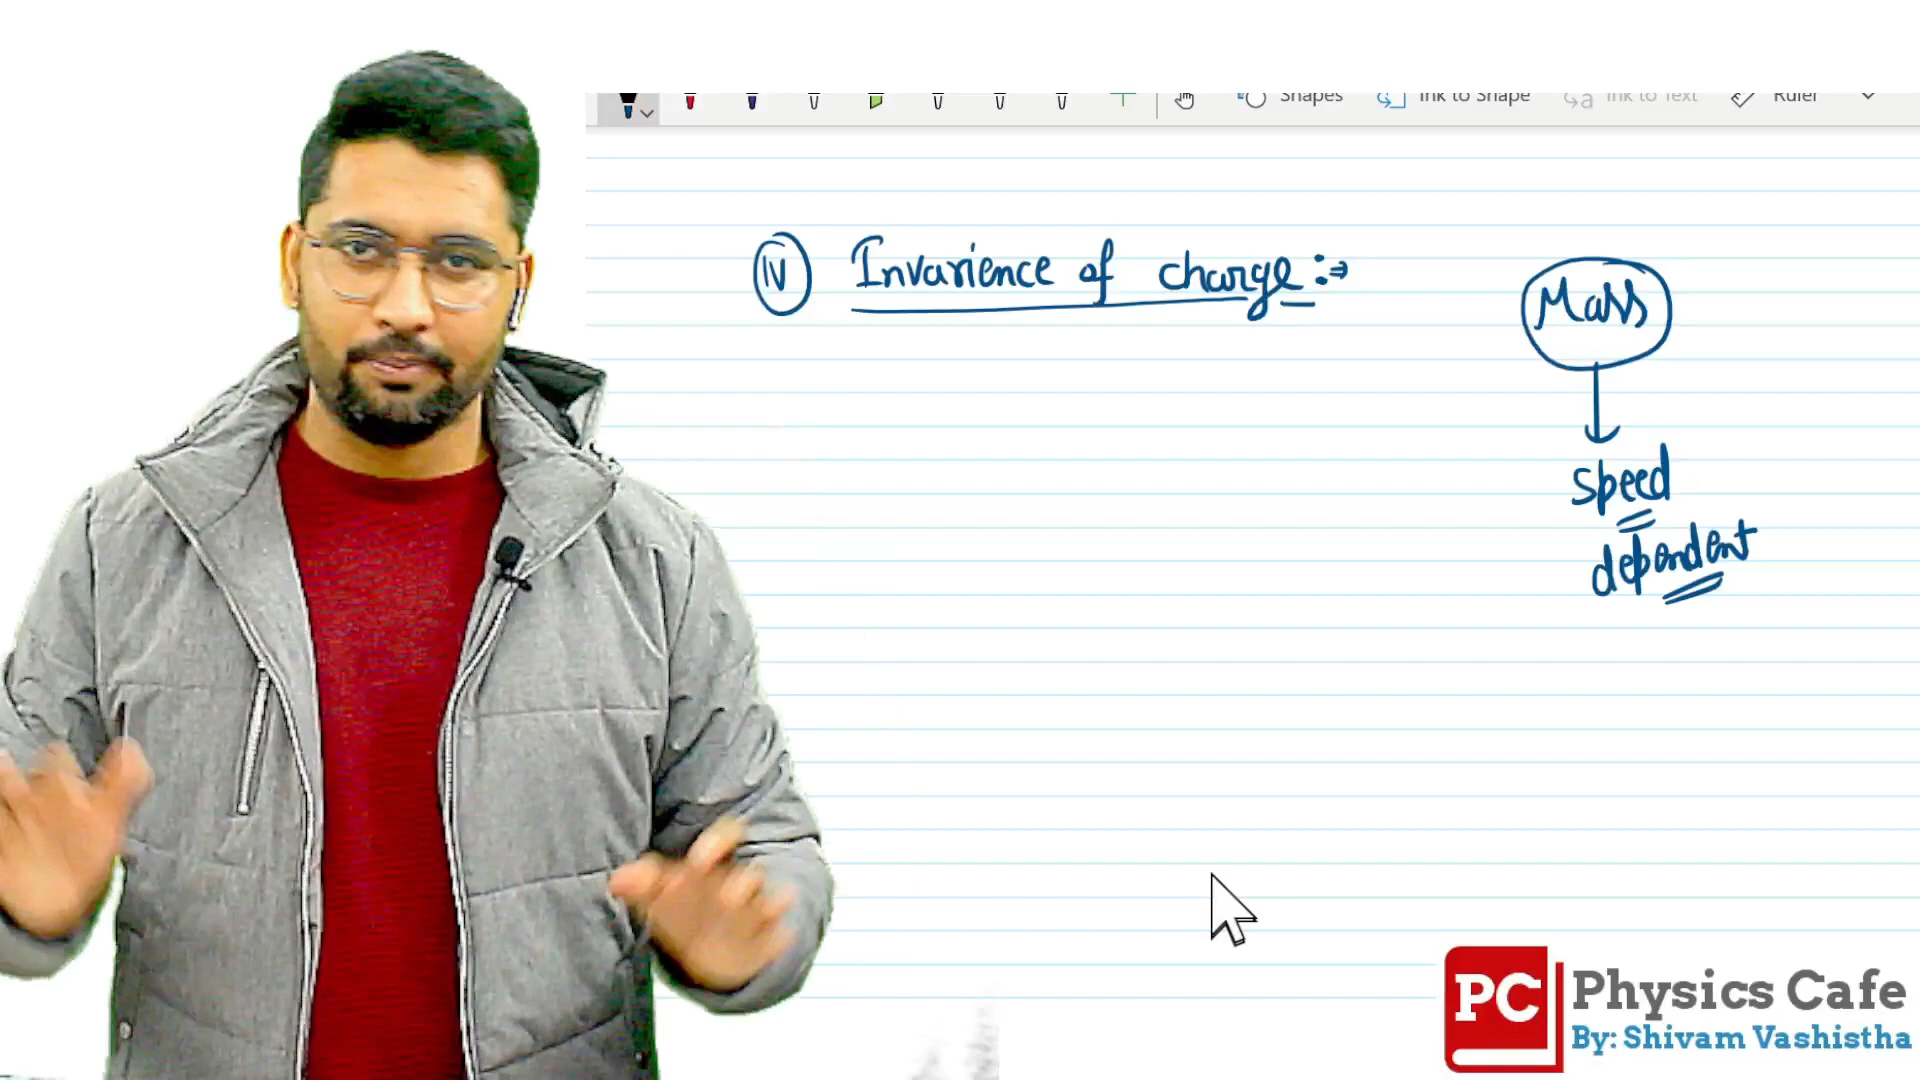 Shapes Ink to Shape Ink to Text Ruler
IV Invarience of charge :⇒
Mass
speed
dependent
PC Physics Cafe
By: Shivam Vashistha